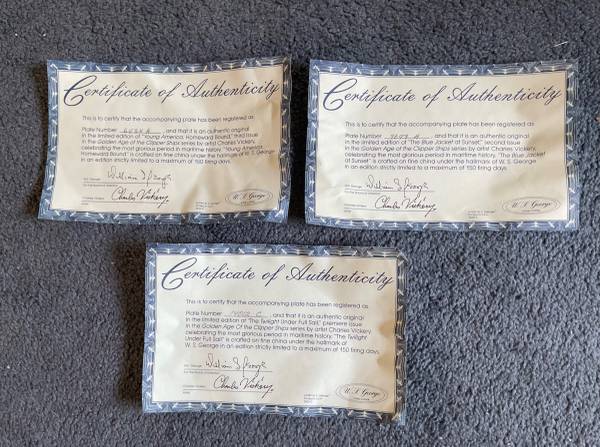 Certificate of Authenticity
This is to certify that the accompanying plate has been registered as
Plate Number and that it is an authentic original
in the limited edition of "Young America, Homeward Bound," third issue
in the Golden Age of the Clipper Ships series by artist Charles Vickery,
celebrating the most glorious period in maritime history. "Young America,
Homeward Bound" is crafted on fine china under the hallmark of W. S. George
in an edition strictly limited to a maximum of 150 firing days.
W.S. George
Charles Vickery
W. S. George
Certificate of Authenticity
This is to certify that the accompanying plate has been registered as
Plate Number and that it is an authentic original
in the limited edition of "The Blue Jacket at Sunset," second issue
in the Golden Age of the Clipper Ships series by artist Charles Vickery,
celebrating the most glorious period in maritime history. "The Blue Jacket
at Sunset" is crafted on fine china under the hallmark of W. S. George
in an edition strictly limited to a maximum of 150 firing days.
Charles Vickery
W. S. George
Certificate of Authenticity
This is to certify that the accompanying plate has been registered as
Plate Number and that it is an authentic original
in the limited edition of "The Twilight Under Full Sail," premiere issue
in the Golden Age Of the Clipper Ships series by artist Charles Vickery
celebrating the most glorious period in maritime history. "The Twilight
Under Full Sail" is crafted on fine china under the hallmark of
W. S. George in an edition strictly limited to a maximum of 150 firing days.
Charles Vickery
W. S. George